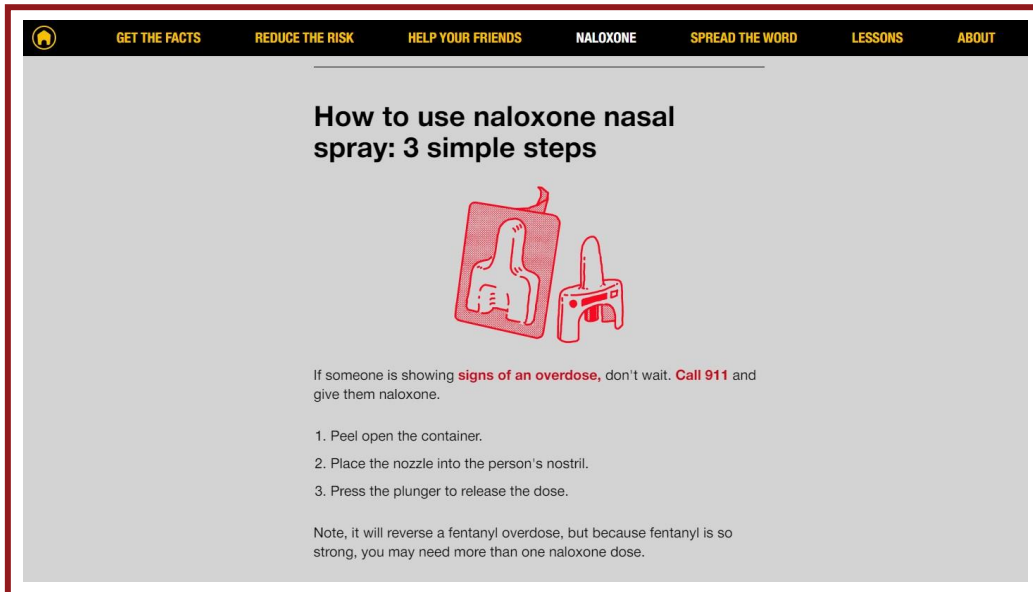 GET THE FACTS REDUCE THE RISK HELP YOUR FRIENDS NALOXONE SPREAD THE WORD LESSONS ABOUT
How to use naloxone nasal
spray: 3 simple steps
If someone is showing signs of an overdose, don't wait. Call 911 and
give them naloxone.
1. Peel open the container.
2. Place the nozzle into the person's nostril.
3. Press the plunger to release the dose.
Note, it will reverse a fentanyl overdose, but because fentanyl is so
strong, you may need more than one naloxone dose.